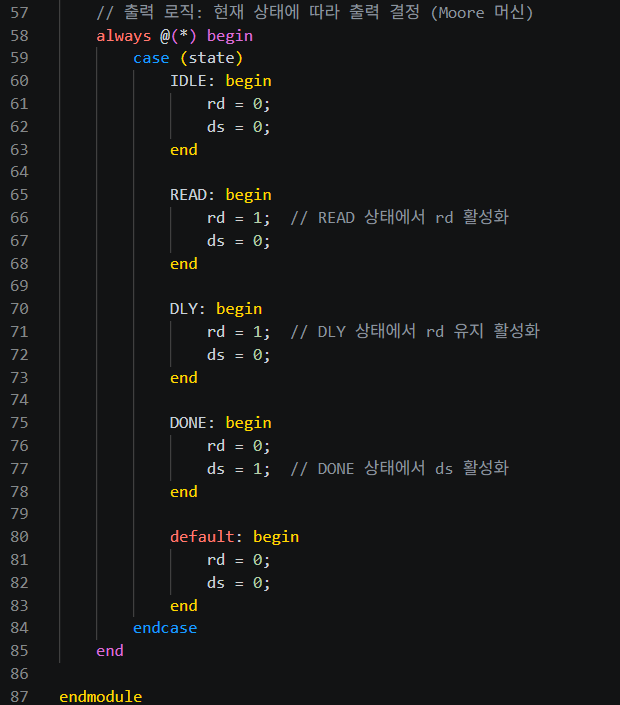 57 // 출력 로직: 현재 상태에 따라 출력 결정 (Moore 머신)
58 always @(*) begin
59 case (state)
60 IDLE: begin
61 rd = 0;
62 ds = 0;
63 end
64
65 READ: begin
66 rd = 1; // READ 상태에서 rd 활성화
67 ds = 0;
68 end
69
70 DLY: begin
71 rd = 1; // DLY 상태에서 rd 유지 활성화
72 ds = 0;
73 end
74
75 DONE: begin
76 rd = 0;
77 ds = 1; // DONE 상태에서 ds 활성화
78 end
79
80 default: begin
81 rd = 0;
82 ds = 0;
83 end
84 endcase
85 end
86
87 endmodule